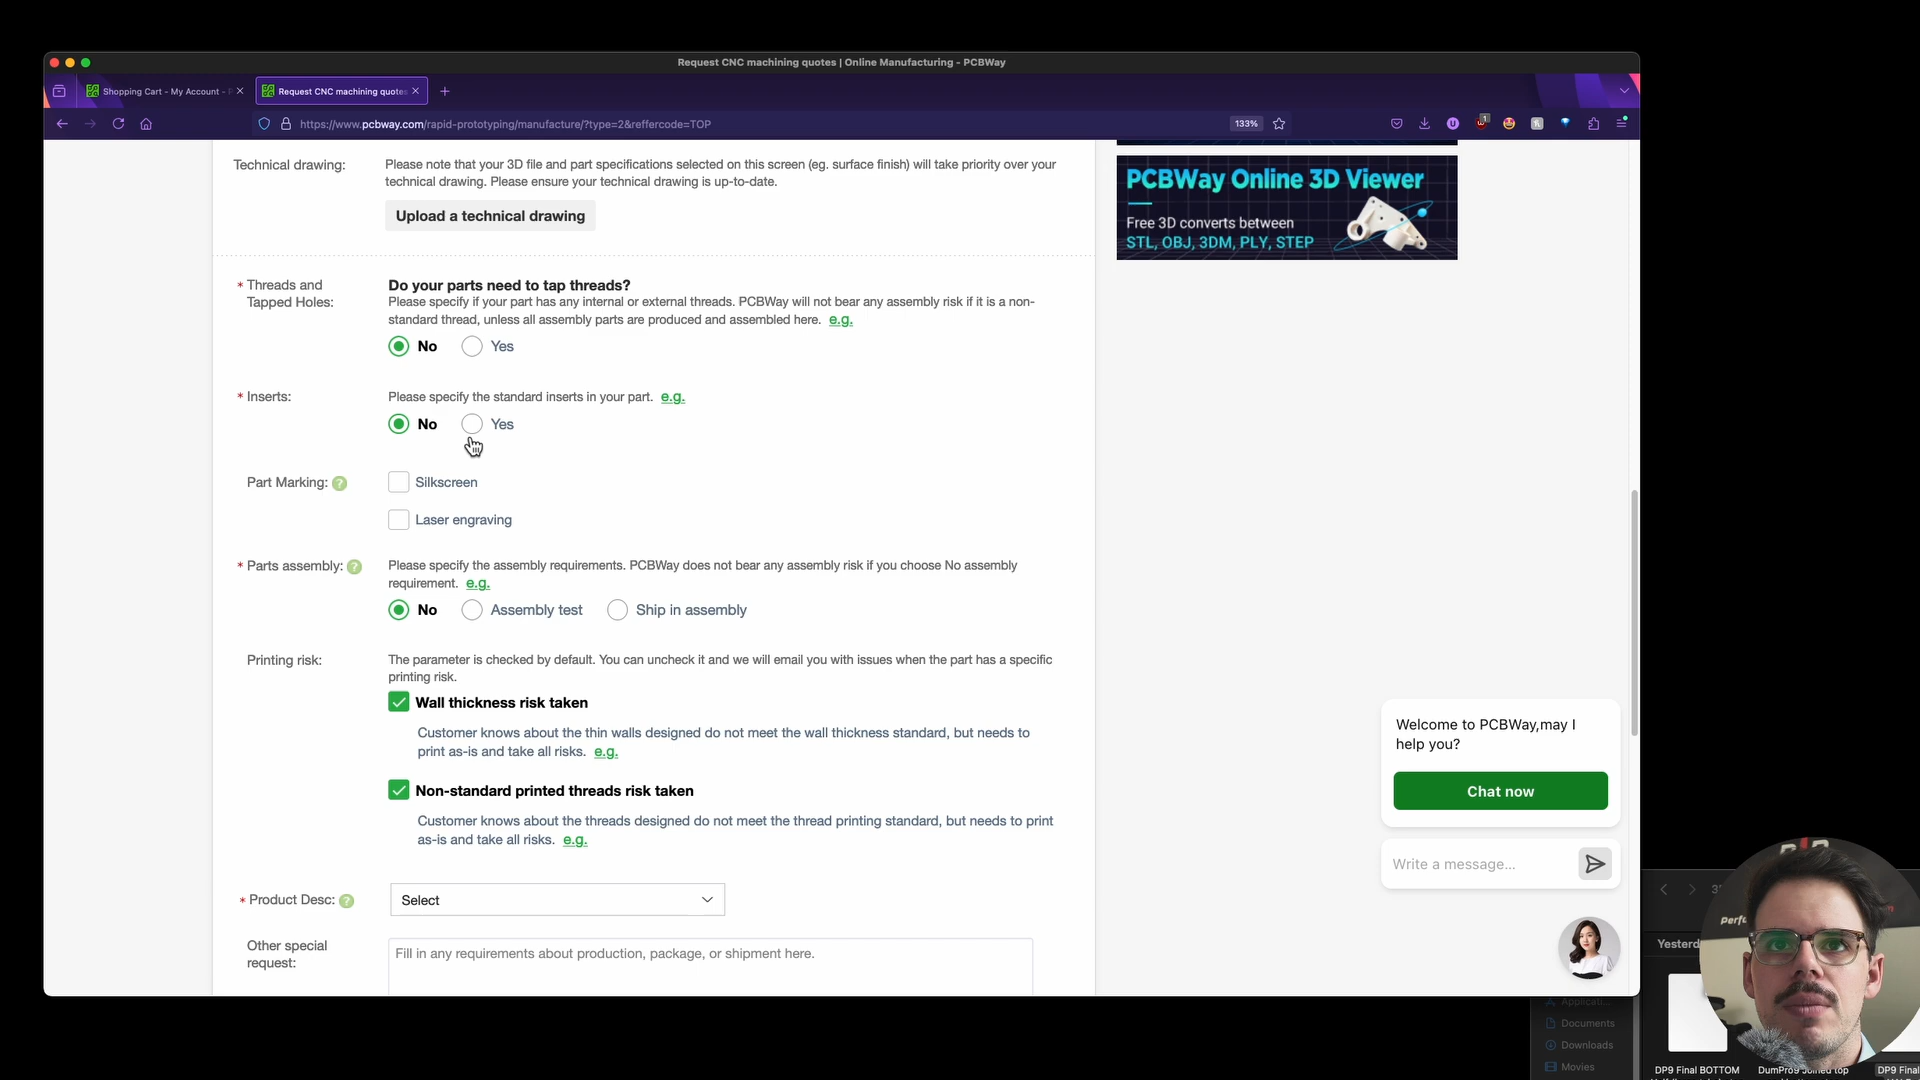 Request CNC machining quotes | Online Manufacturing - PCBWay
Shopping Cart - My Account -
Request CNC machining quotes
https://www.pcbway.com/rapid-prototyping/manufacture/?type=2&reffercode=TOP
133%
1
Technical drawing:
Please note that your 3D file and part specifications selected on this screen (eg. surface finish) will take priority over your
technical drawing. Please ensure your technical drawing is up-to-date.
Upload a technical drawing
PCBWay Online 3D Viewer
Free 3D converts between
STL, OBJ, 3DM, PLY, STEP
* Threads and
Tapped Holes:
Do your parts need to tap threads?
Please specify if your part has any internal or external threads. PCBWay will not bear any assembly risk if it is a non-
standard thread, unless all assembly parts are produced and assembled here. e.g.
No Yes
* Inserts:
Please specify the standard inserts in your part. e.g.
No Yes
Part Marking: ?
Silkscreen
Laser engraving
* Parts assembly: ?
Please specify the assembly requirements. PCBWay does not bear any assembly risk if you choose No assembly
requirement. e.g.
No Assembly test Ship in assembly
Printing risk:
The parameter is checked by default. You can uncheck it and we will email you with issues when the part has a specific
printing risk.
Wall thickness risk taken
Customer knows about the thin walls designed do not meet the wall thickness standard, but needs to
print as-is and take all risks. e.g.
Non-standard printed threads risk taken
Customer knows about the threads designed do not meet the thread printing standard, but needs to print
as-is and take all risks. e.g.
* Product Desc: ?
Select
Other special
request:
Fill in any requirements about production, package, or shipment here.
Welcome to PCBWay,may I
help you?
Chat now
Write a message...
Yesterd
Documents
Downloads
Movies
DP9 Final BOTTOM
DP9 Final